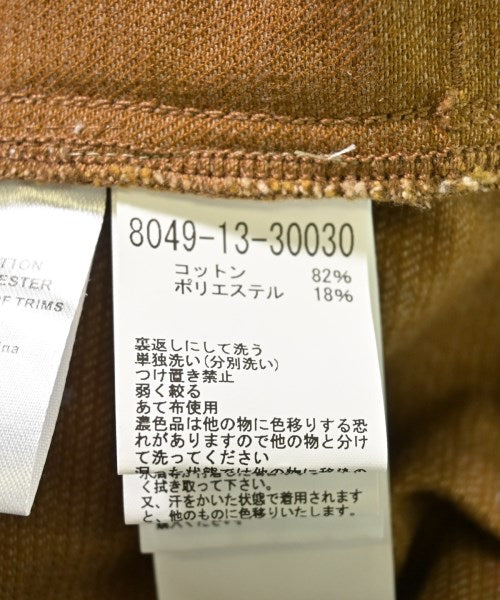 TTON
ESTER
OF TRIMS
ina
8049-13-30030
コットン 82%
ポリエステル 18%
裏返しにして洗う
単独洗い(分別洗い)
つけ置き禁止
弱く絞る
あて布使用
濃色品は他の物に色移りする恐
れがありますので他の物と分け
て洗ってください
く拭き取って下さい。
又、汗をかいた状態で着用されます
と、他のものに色移りいたします。